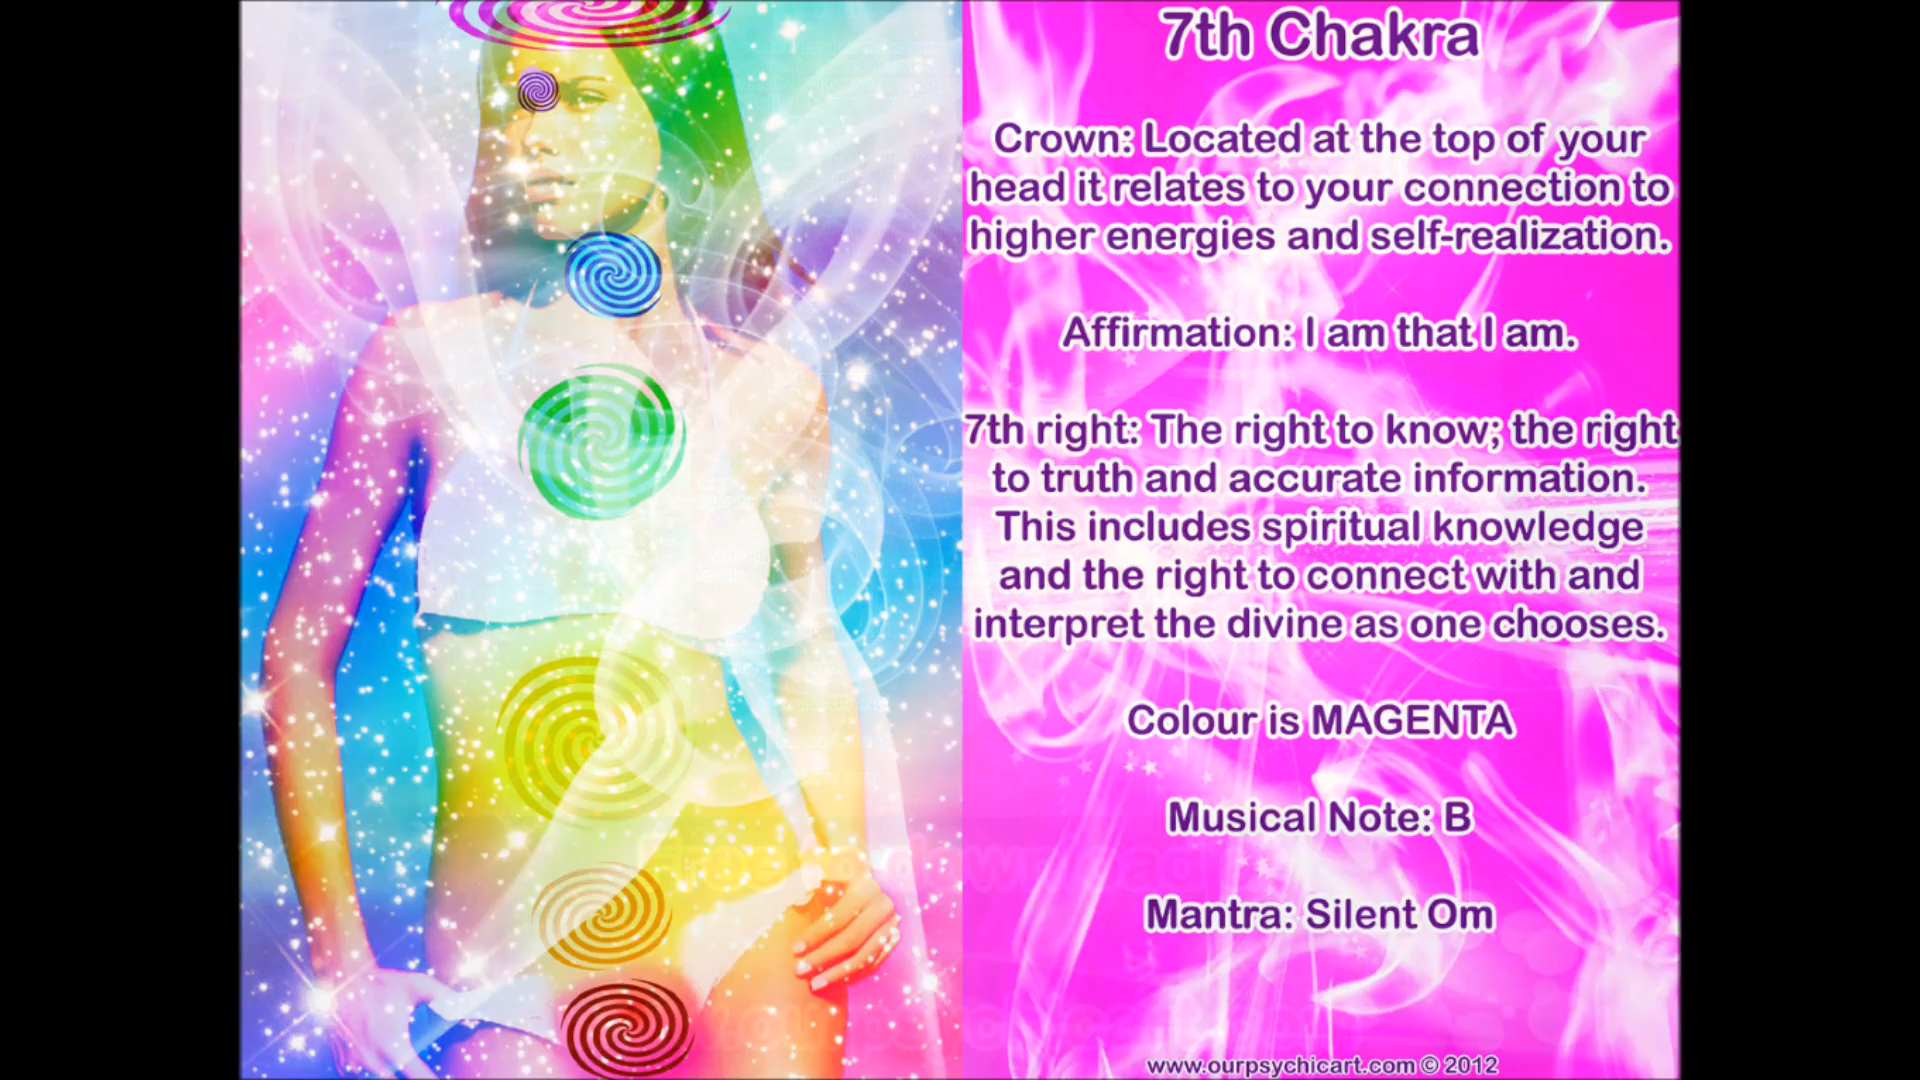 7th Chakra
Crown: Located at the top of your
head it relates to your connection to
higher energies and self-realization.
Affirmation: I am that I am.
7th right: The right to know; the right
to truth and accurate information.
This includes spiritual knowledge
and the right to connect with and
interpret the divine as one chooses.
Colour is MAGENTA
Musical Note: B
Mantra: Silent Om
www.ourpsychicart.com © 2012